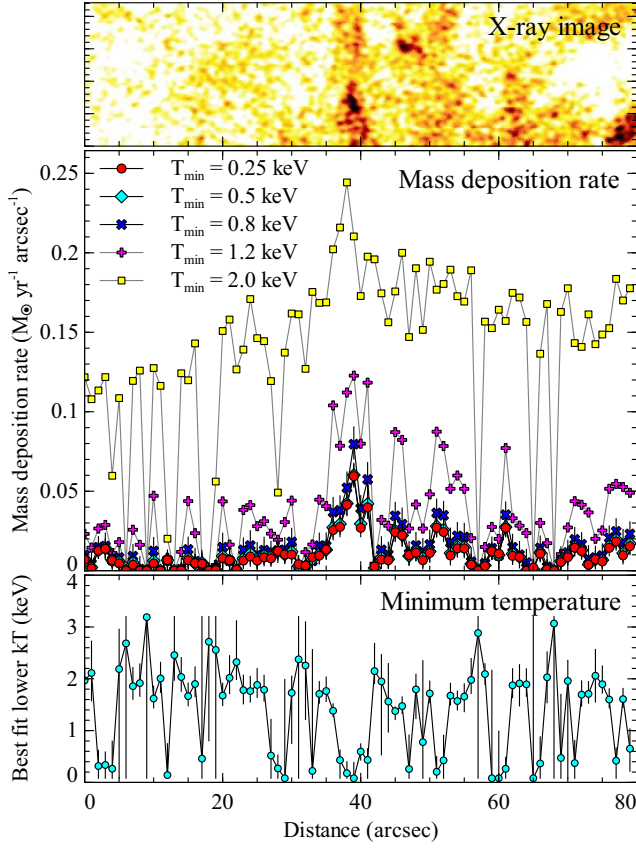 X-ray image
Mass deposition rate
T_min = 0.25 keV
T_min = 0.5 keV
T_min = 0.8 keV
T_min = 1.2 keV
T_min = 2.0 keV
Mass deposition rate (M☉ yr⁻¹ arcsec⁻¹)
0.25
0.2
0.15
0.1
0.05
0
Minimum temperature
Best fit lower kT (keV)
4
3
2
1
0
0 20 40 60 80
Distance (arcsec)